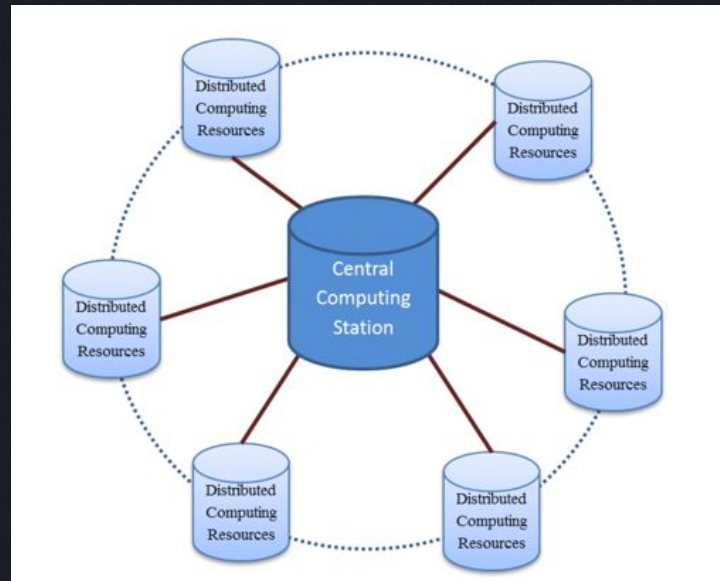 Distributed
Computing
Resources
Distributed
Computing
Resources
Central
Computing
Station
Distributed
Computing
Resources
Distributed
Computing
Resources
Distributed
Computing
Resources
Distributed
Computing
Resources